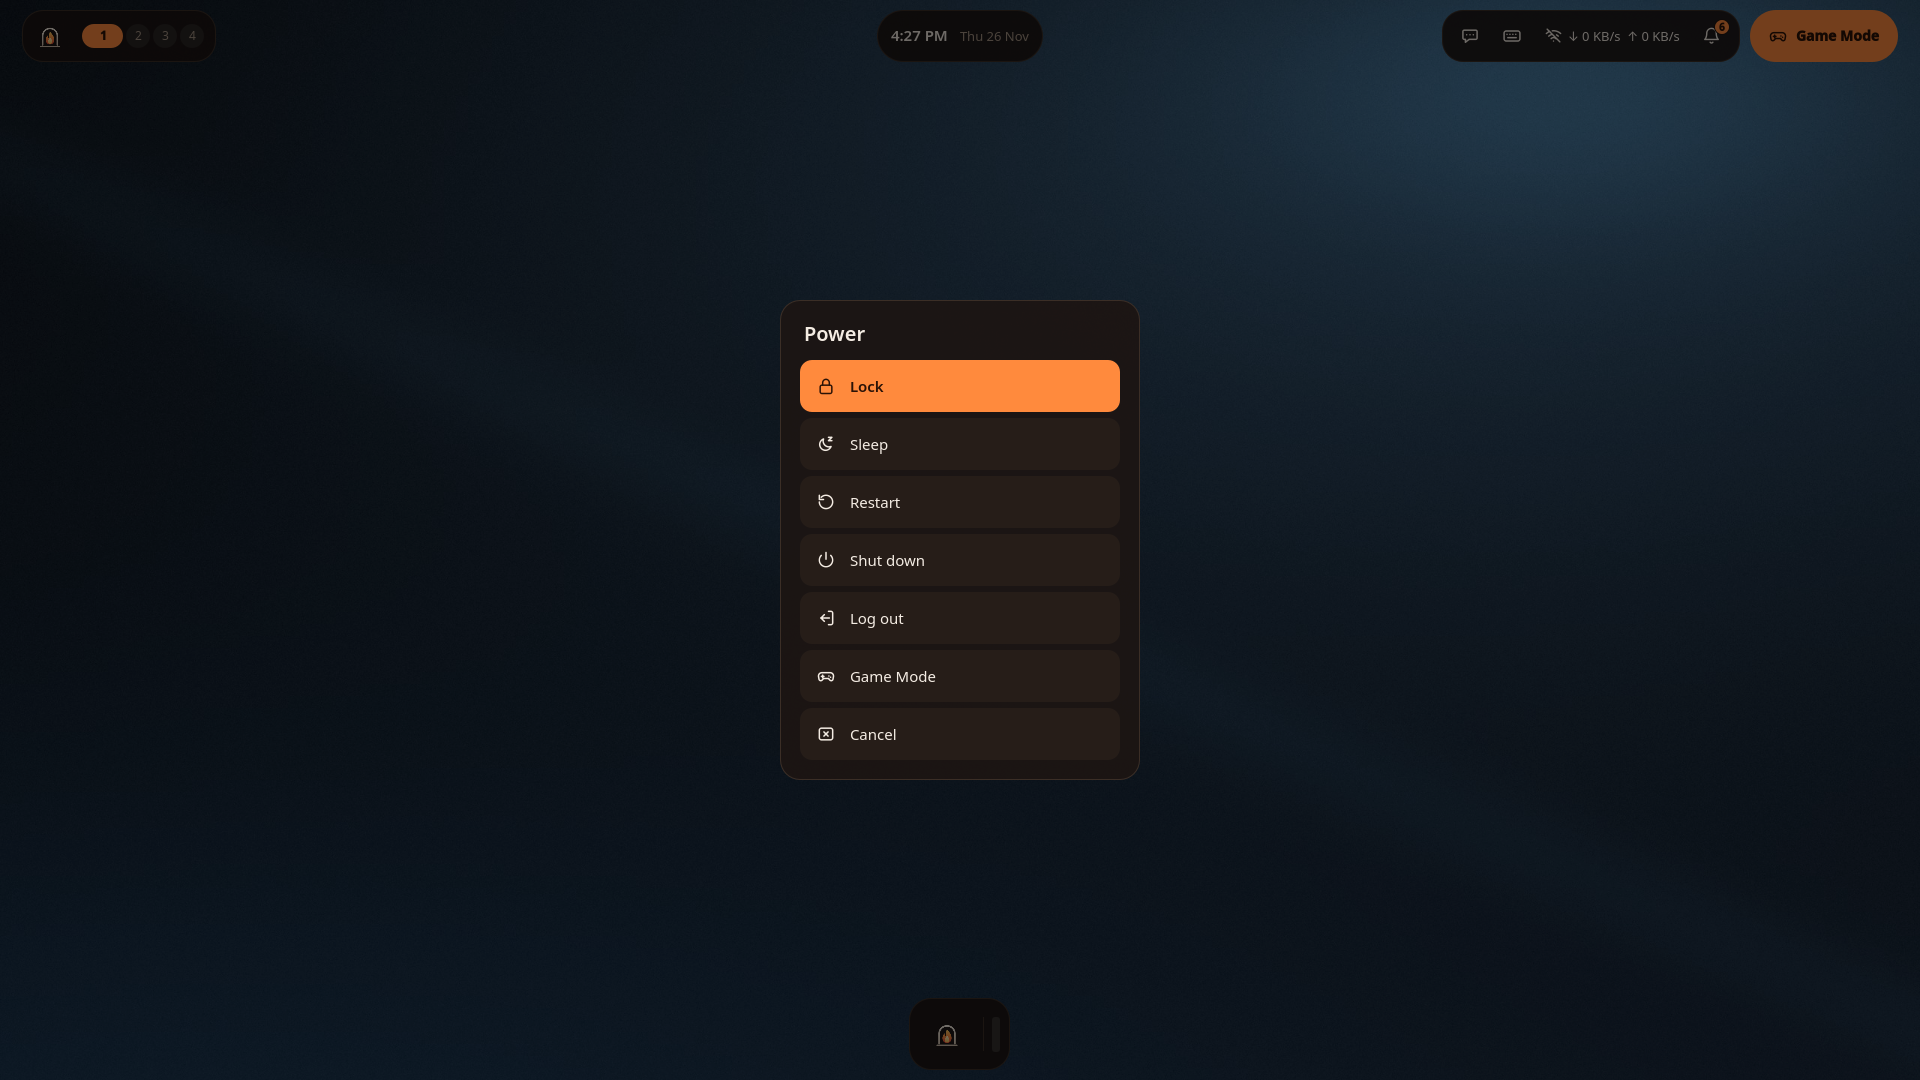 1 2 3 4
4:27 PM Thu 26 Nov
↓ 0 KB/s ↑ 0 KB/s
6
Game Mode
Power
Lock
Sleep
Restart
Shut down
Log out
Game Mode
Cancel